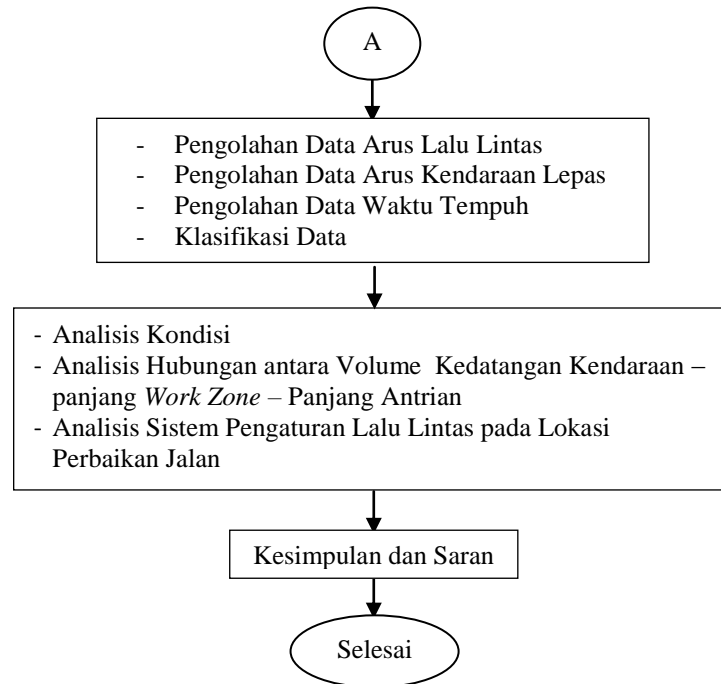 A
- Pengolahan Data Arus Lalu Lintas
- Pengolahan Data Arus Kendaraan Lepas
- Pengolahan Data Waktu Tempuh
- Klasifikasi Data
- Analisis Kondisi
- Analisis Hubungan antara Volume Kedatangan Kendaraan –
panjang Work Zone – Panjang Antrian
- Analisis Sistem Pengaturan Lalu Lintas pada Lokasi
Perbaikan Jalan
Kesimpulan dan Saran
Selesai